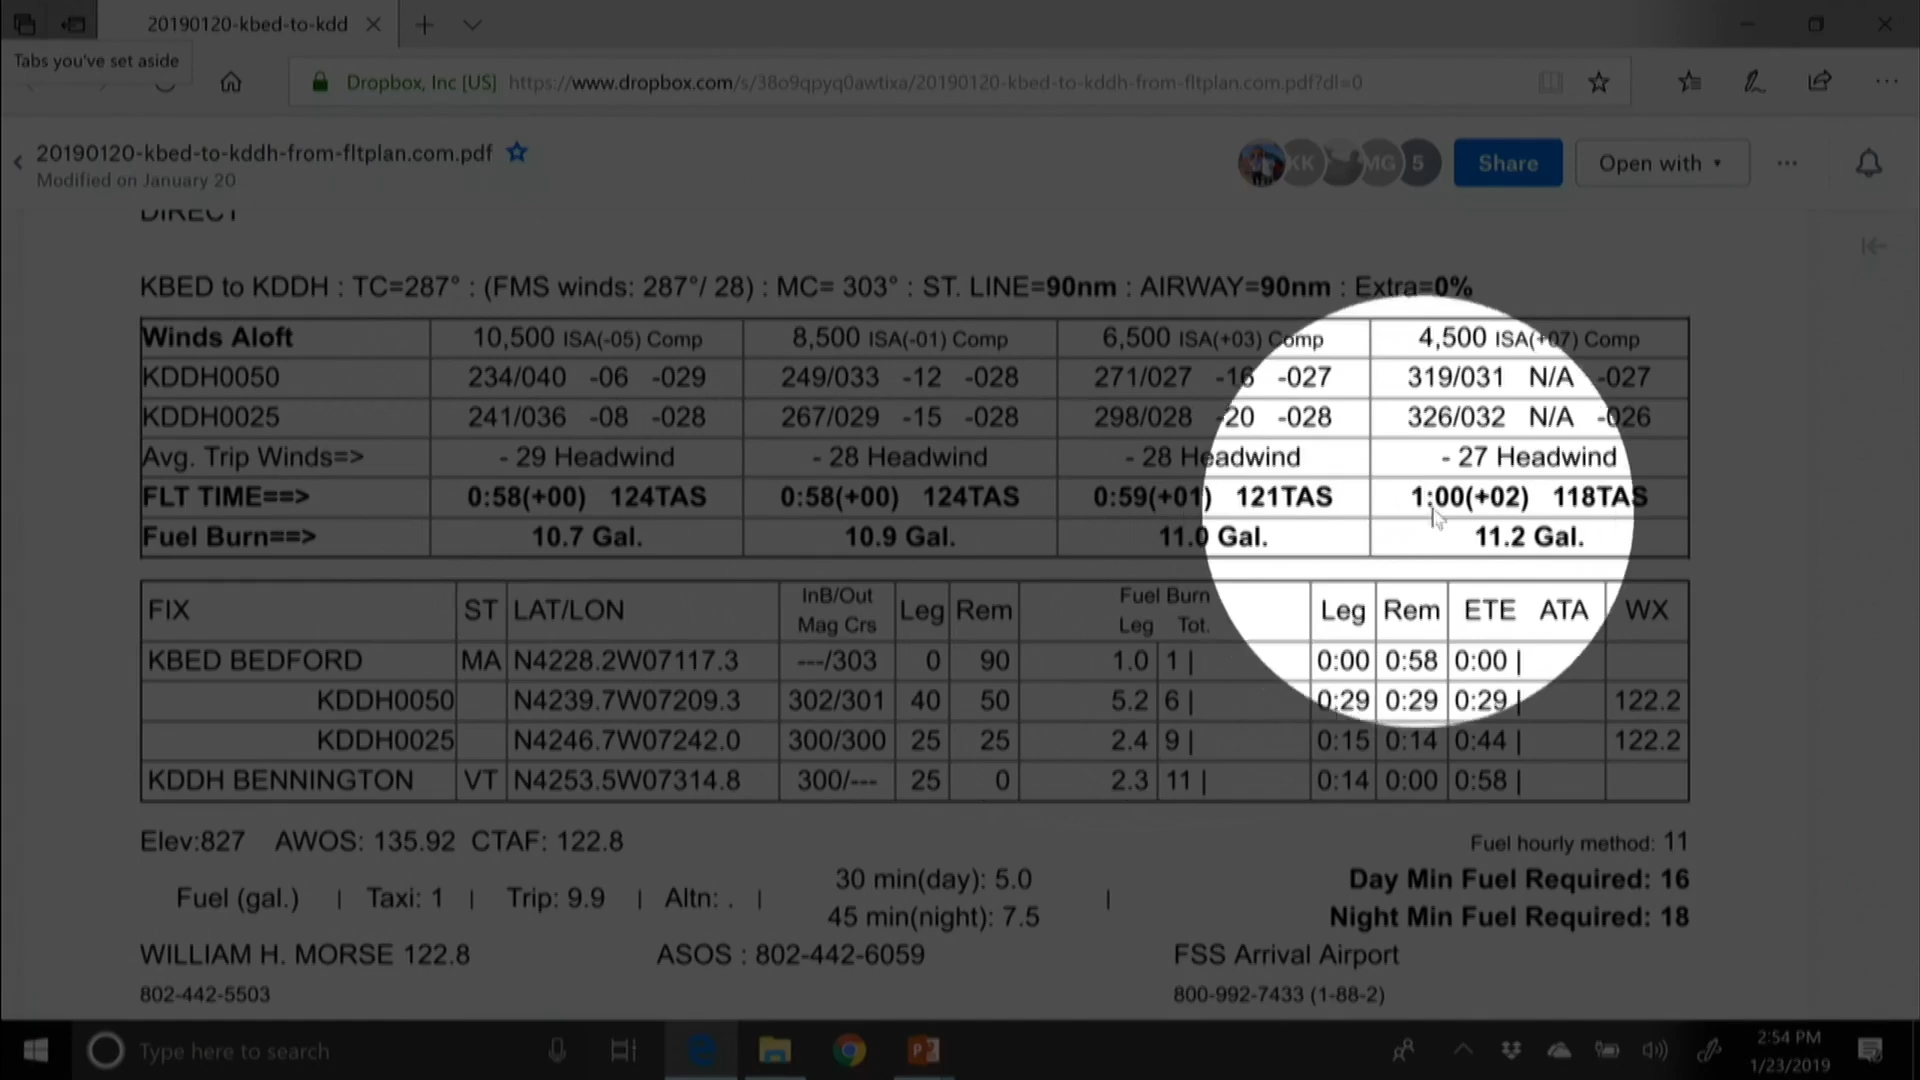 20190120-kbed-to-kdd
Tabs you've set aside
Dropbox, Inc [US] https://www.dropbox.com/s/38o9qpyq0awtixa/20190120-kbed-to-kddh-from-fltplan.com.pdf?dl=0
20190120-kbed-to-kddh-from-fltplan.com.pdf
KK MG 5 Share Open with
Modified on January 20
DIRECT
KBED to KDDH : TC=287° : (FMS winds: 287°/ 28) : MC= 303° : ST. LINE=90nm : AIRWAY=90nm : Extra=0%
Winds Aloft 10,500 ISA(-05) Comp 8,500 ISA(-01) Comp 6,500 ISA(+03) Comp 4,500 ISA(+07) Comp
KDDH0050 234/040 -06 -029 249/033 -12 -028 271/027 -16 -027 319/031 N/A -027
KDDH0025 241/036 -08 -028 267/029 -15 -028 298/028 -20 -028 326/032 N/A -026
Avg. Trip Winds=> - 29 Headwind - 28 Headwind - 28 Headwind - 27 Headwind
FLT TIME==> 0:58(+00) 124TAS 0:58(+00) 124TAS 0:59(+01) 121TAS 1:00(+02) 118TAS
Fuel Burn==> 10.7 Gal. 10.9 Gal. 11.0 Gal. 11.2 Gal.
FIX ST LAT/LON InB/Out Mag Crs Leg Rem Fuel Burn Leg Tot. Leg Rem ETE ATA WX
KBED BEDFORD MA N4228.2W07117.3 ---/303 0 90 1.0 1 | 0:00 0:58 0:00 |
KDDH0050 N4239.7W07209.3 302/301 40 50 5.2 6 | 0:29 0:29 0:29 | 122.2
KDDH0025 N4246.7W07242.0 300/300 25 25 2.4 9 | 0:15 0:14 0:44 | 122.2
KDDH BENNINGTON VT N4253.5W07314.8 300/--- 25 0 2.3 11 | 0:14 0:00 0:58 |
Elev:827 AWOS: 135.92 CTAF: 122.8 Fuel hourly method: 11
30 min(day): 5.0 Day Min Fuel Required: 16
Fuel (gal.) | Taxi: 1 | Trip: 9.9 | Altn: . | |
45 min(night): 7.5 Night Min Fuel Required: 18
WILLIAM H. MORSE 122.8 ASOS : 802-442-6059 FSS Arrival Airport
802-442-5503 800-992-7433 (1-88-2)
Type here to search
2:54 PM
1/23/2019